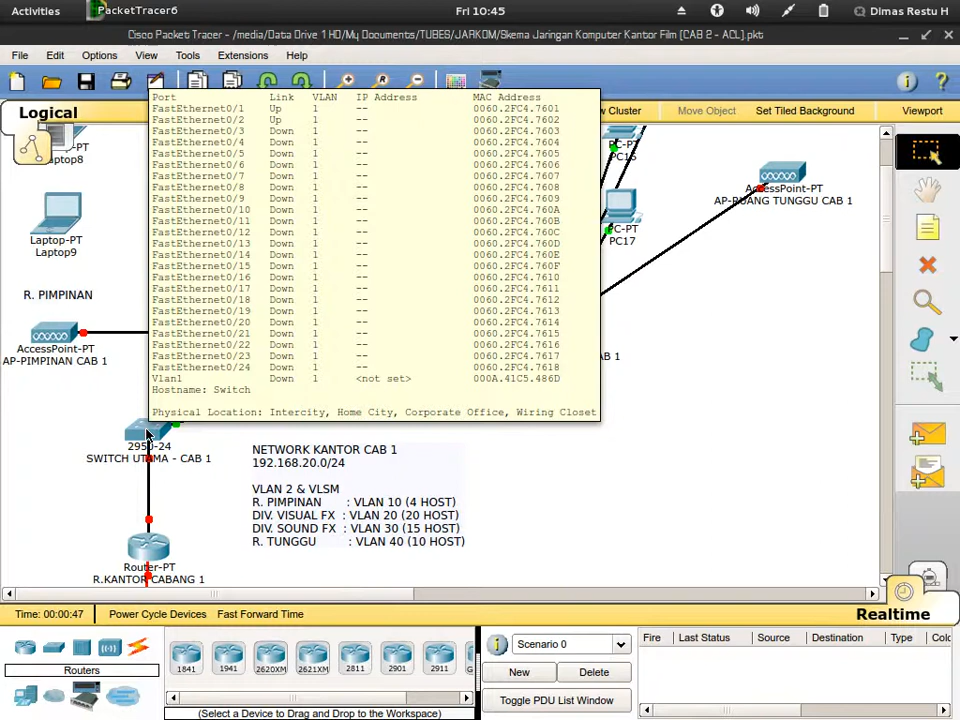 Activities
PacketTracer6
Fri 10:45
Dimas Restu H
Cisco Packet Tracer - /media/Data Drive 1 HD/My Documents/TUBES/JARKOM/Skema Jaringan Komputer Kantor Film [CAB 2 - ACL].pkt
File Edit Options View Tools Extensions Help
Logical
New Cluster
Move Object
Set Tiled Background
Viewport
Port Link VLAN IP Address MAC Address
FastEthernet0/1 Up 1 -- 0060.2FC4.7601
FastEthernet0/2 Up 1 -- 0060.2FC4.7602
FastEthernet0/3 Down 1 -- 0060.2FC4.7603
FastEthernet0/4 Down 1 -- 0060.2FC4.7604
FastEthernet0/5 Down 1 -- 0060.2FC4.7605
FastEthernet0/6 Down 1 -- 0060.2FC4.7606
FastEthernet0/7 Down 1 -- 0060.2FC4.7607
FastEthernet0/8 Down 1 -- 0060.2FC4.7608
FastEthernet0/9 Down 1 -- 0060.2FC4.7609
FastEthernet0/10 Down 1 -- 0060.2FC4.760A
FastEthernet0/11 Down 1 -- 0060.2FC4.760B
FastEthernet0/12 Down 1 -- 0060.2FC4.760C
FastEthernet0/13 Down 1 -- 0060.2FC4.760D
FastEthernet0/14 Down 1 -- 0060.2FC4.760E
FastEthernet0/15 Down 1 -- 0060.2FC4.760F
FastEthernet0/16 Down 1 -- 0060.2FC4.7610
FastEthernet0/17 Down 1 -- 0060.2FC4.7611
FastEthernet0/18 Down 1 -- 0060.2FC4.7612
FastEthernet0/19 Down 1 -- 0060.2FC4.7613
FastEthernet0/20 Down 1 -- 0060.2FC4.7614
FastEthernet0/21 Down 1 -- 0060.2FC4.7615
FastEthernet0/22 Down 1 -- 0060.2FC4.7616
FastEthernet0/23 Down 1 -- 0060.2FC4.7617
FastEthernet0/24 Down 1 -- 0060.2FC4.7618
Vlan1 Down 1 <not set> 000A.41C5.486D
Hostname: Switch
Physical Location: Intercity, Home City, Corporate Office, Wiring Closet
Laptop8
Laptop-PT
Laptop9
R. PIMPINAN
AccessPoint-PT
AP-PIMPINAN CAB 1
PC-PT
PC16
PC-PT
PC17
AccessPoint-PT
AP-RUANG TUNGGU CAB 1
B 1
2950-24
SWITCH UTAMA - CAB 1
Router-PT
R.KANTOR CABANG 1
NETWORK KANTOR CAB 1
192.168.20.0/24
VLAN 2 & VLSM
R. PIMPINAN : VLAN 10 (4 HOST)
DIV. VISUAL FX : VLAN 20 (20 HOST)
DIV. SOUND FX : VLAN 30 (15 HOST)
R. TUNGGU : VLAN 40 (10 HOST)
Time: 00:00:47
Power Cycle Devices
Fast Forward Time
Realtime
Routers
1841 1941 2620XM 2621XM 2811 2901 2911
(Select a Device to Drag and Drop to the Workspace)
Scenario 0
New
Delete
Toggle PDU List Window
Fire Last Status Source Destination Type